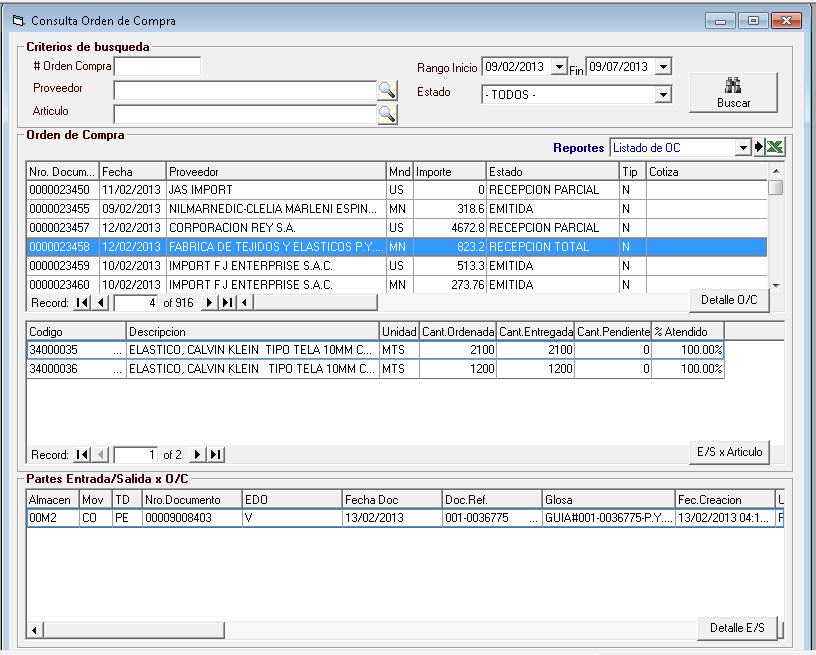 Consulta Orden de Compra
Criterios de busqueda
# Orden Compra
Rango Inicio 09/02/2013 Fin 09/07/2013
Proveedor
Estado - TODOS -
Buscar
Articulo
Orden de Compra
Reportes Listado de OC
Nro. Docum... Fecha Proveedor Mnd Importe Estado Tip Cotiza
0000023450 11/02/2013 JAS IMPORT US 0 RECEPCION PARCIAL N
0000023455 09/02/2013 NILMARNEDIC-CLELIA MARLENI ESPIN... MN 318.6 EMITIDA N
0000023457 12/02/2013 CORPORACION REY S.A. US 4672.8 RECEPCION PARCIAL N
0000023458 12/02/2013 FABRICA DE TEJIDOS Y ELASTICOS P.Y.... MN 823.2 RECEPCION TOTAL N
0000023459 10/02/2013 IMPORT F J ENTERPRISE S.A.C. US 513.3 EMITIDA N
0000023460 10/02/2013 IMPORT F J ENTERPRISE S.A.C. MN 273.76 EMITIDA N
Record: 4 of 916
Detalle O/C
Codigo Descripcion Unidad Cant.Ordenada Cant.Entregada Cant.Pendiente % Atendido
34000035 ... ELASTICO, CALVIN KLEIN TIPO TELA 10MM C... MTS 2100 2100 0 100.00%
34000036 ... ELASTICO, CALVIN KLEIN TIPO TELA 10MM C... MTS 1200 1200 0 100.00%
Record: 1 of 2
E/S x Articulo
Partes Entrada/Salida x O/C
Almacen Mov TD Nro.Documento EDO Fecha Doc Doc.Ref. Glosa Fec.Creacion
00M2 CO PE 00009008403 V 13/02/2013 001-0036775 ... GUIA#001-0036775-P.Y.... 13/02/2013 04:1...
Detalle E/S